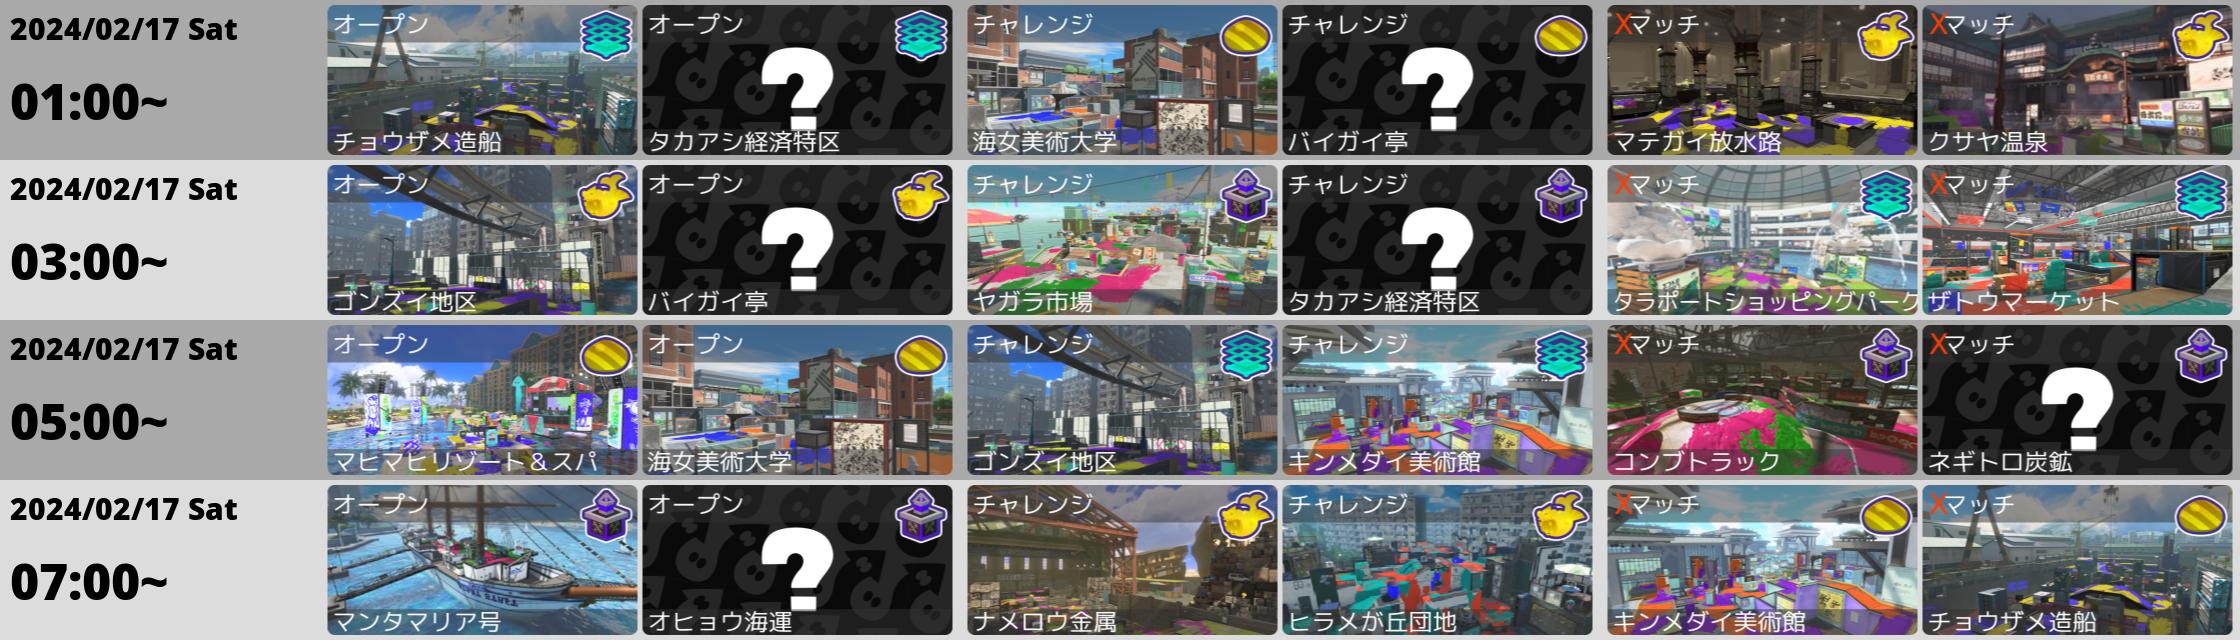 2024/02/17 Sat
01:00~
オープン
チョウザメ造船
オープン
タカアシ経済特区
チャレンジ
海女美術大学
チャレンジ
バイガイ亭
Xマッチ
マテガイ放水路
Xマッチ
クサヤ温泉
2024/02/17 Sat
03:00~
オープン
ゴンズイ地区
オープン
バイガイ亭
チャレンジ
ヤガラ市場
チャレンジ
タカアシ経済特区
Xマッチ
タラポートショッピングパーク
Xマッチ
ザトウマーケット
2024/02/17 Sat
05:00~
オープン
マヒマヒリゾート&スパ
オープン
海女美術大学
チャレンジ
ゴンズイ地区
チャレンジ
キンメダイ美術館
Xマッチ
コンブトラック
Xマッチ
ネギトロ炭鉱
2024/02/17 Sat
07:00~
オープン
マンタマリア号
オープン
オヒョウ海運
チャレンジ
ナメロウ金属
チャレンジ
ヒラメが丘団地
Xマッチ
キンメダイ美術館
Xマッチ
チョウザメ造船